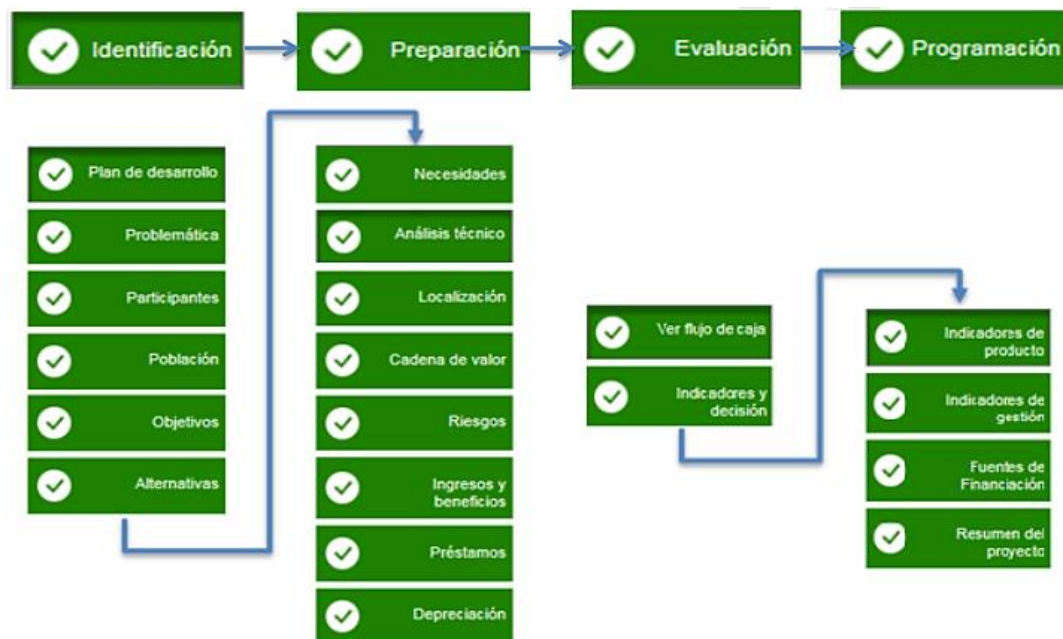 Identificación
Preparación
Evaluación
Programación
Plan de desarrollo
Problemática
Participantes
Población
Objetivos
Alternativas
Necesidades
Análisis técnico
Localización
Cadena de valor
Riesgos
Ingresos y
beneficios
Préstamos
Depreciación
Ver flujo de caja
Indicadores y
decisión
Indicadores de
producto
Indicadores de
gestión
Fuentes de
Financiación
Resumen del
proyecto